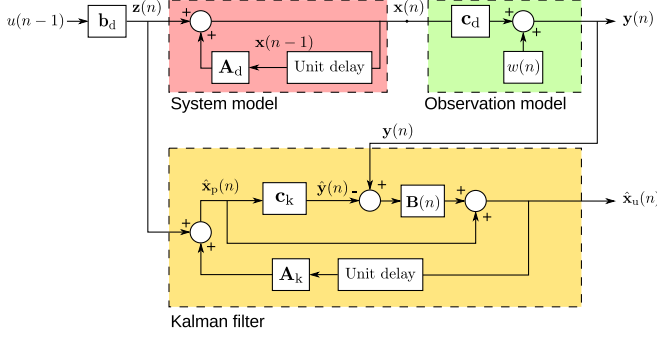 u(n−1) b_d z(n) + + x(n) c_d + + y(n)
A_d x(n−1) Unit delay w(n)
System model Observation model
y(n)
x̂_p(n) c_k ŷ(n) - + B(n) + + x̂_u(n)
+ +
A_k Unit delay
Kalman filter